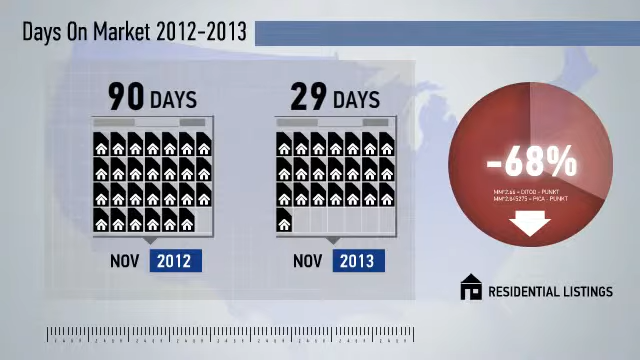 Days On Market 2012-2013
90 DAYS
29 DAYS
NOV 2012
NOV 2013
-68%
RESIDENTIAL LISTINGS